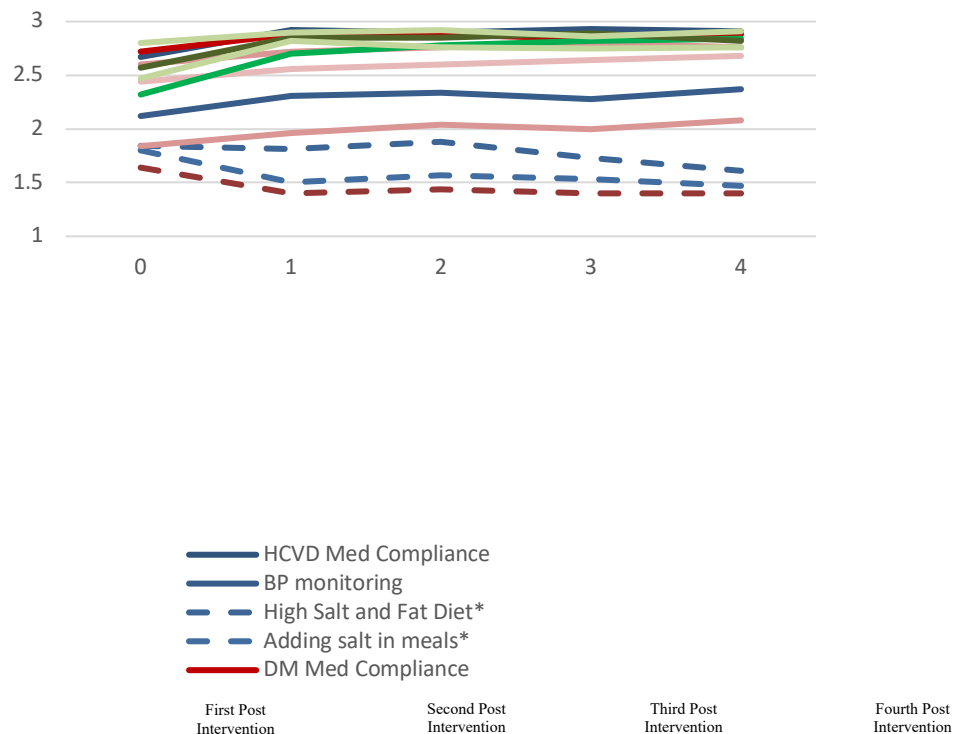 3
2.5
2
1.5
1
0 1 2 3 4
HCVD Med Compliance
BP monitoring
High Salt and Fat Diet*
Adding salt in meals*
DM Med Compliance
First Post Second Post Third Post Fourth Post
Intervention Intervention Intervention Intervention